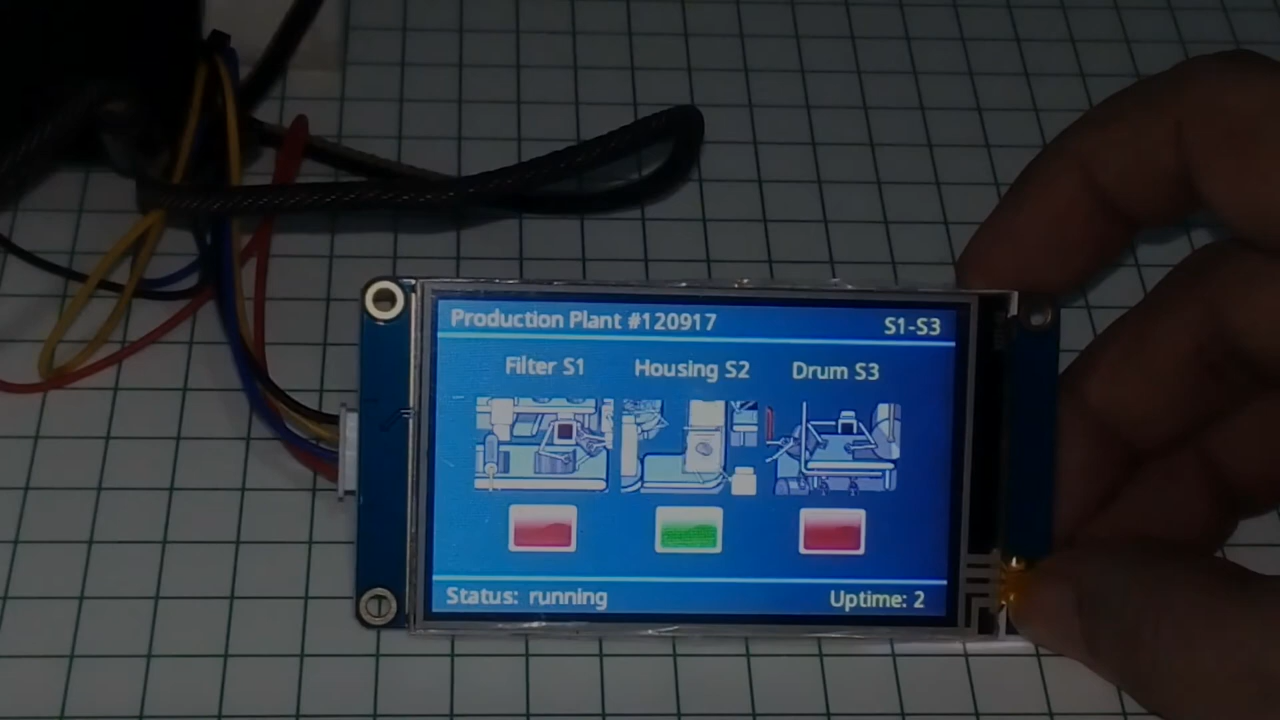 Production Plant #120917 S1-S3
Filter S1 Housing S2 Drum S3
Status: running Uptime: 2